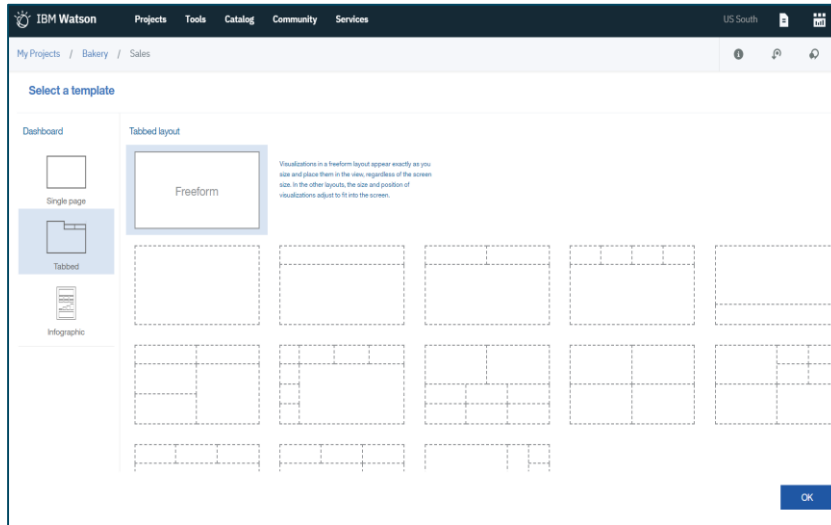 IBM Watson Projects Tools Catalog Community Services US South
My Projects / Bakery / Sales
Select a template
Dashboard
Single page
Tabbed
Infographic
Tabbed layout
Freeform
Visualizations in a freeform layout appear exactly as you
size and place them in the view, regardless of the screen
size. In the other layouts, the size and position of
visualizations adjust to fit into the screen.
OK